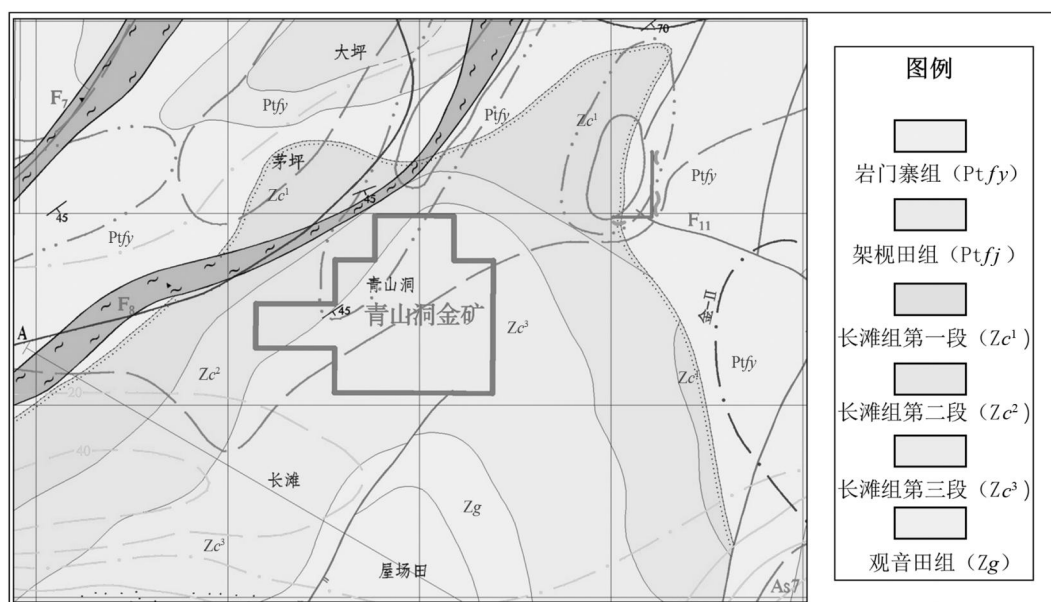 大坪
70
图例
F7
Ptfy
Ptfy
Zc1
茅坪
Zc1
Ptfy
岩门寨组（Ptfy）
45
45
Ptfy
F11
架枧田组（Ptfj）
青山洞
金-II
F8
45
青山洞金矿
A
Zc3
长滩组第一段（Zc¹）
Zc2
Zc1
Ptfy
20
长滩组第二段（Zc²）
40
长滩
Zg
长滩组第三段（Zc³）
Zc3
屋场田
观音田组（Zg）
As7